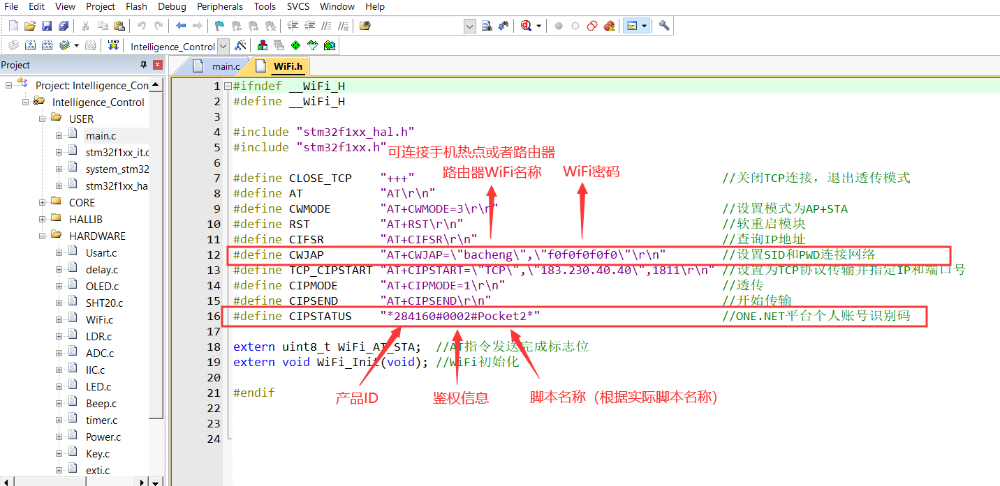 File Edit View Project Flash Debug Peripherals Tools SVCS Window Help
LOAD Intelligence_Control
Project
main.c WiFi.h
Project: Intelligence_Con
Intelligence_Control
USER
main.c
stm32f1xx_it.c
system_stm32
stm32f1xx_ha
CORE
HALLIB
HARDWARE
Usart.c
delay.c
OLED.c
SHT20.c
WiFi.c
LDR.c
ADC.c
IIC.c
LED.c
Beep.c
timer.c
Power.c
Key.c
exti.c
1 #ifndef __WiFi_H
2 #define __WiFi_H
3
4 #include "stm32f1xx_hal.h"
5 #include "stm32f1xx.h"
可连接手机热点或者路由器
6
路由器WiFi名称 WiFi密码
7 #define CLOSE_TCP "+++" //关闭TCP连接，退出透传模式
8 #define AT "AT\r\n"
9 #define CWMODE "AT+CWMODE=3\r\n" //设置模式为AP+STA
10 #define RST "AT+RST\r\n" //软重启模块
11 #define CIFSR "AT+CIFSR\r\n" //查询IP地址
12 #define CWJAP "AT+CWJAP=\"bacheng\",\"f0f0f0f0f0\"\r\n" //设置SID和PWD连接网络
13 #define TCP_CIPSTART "AT+CIPSTART=\"TCP\",\"183.230.40.40\",1811\r\n" //设置为TCP协议传输并指定IP和端口号
14 #define CIPMODE "AT+CIPMODE=1\r\n" //透传
15 #define CIPSEND "AT+CIPSEND\r\n" //开始传输
16 #define CIPSTATUS "*284160#0002#Pocket2*" //ONE.NET平台个人账号识别码
17
18 extern uint8_t WiFi_AT_STA; //AT指令发送完成标志位
19 extern void WiFi_Init(void); //WiFi初始化
20
21 #endif
产品ID 鉴权信息 脚本名称（根据实际脚本名称）
22
23
24